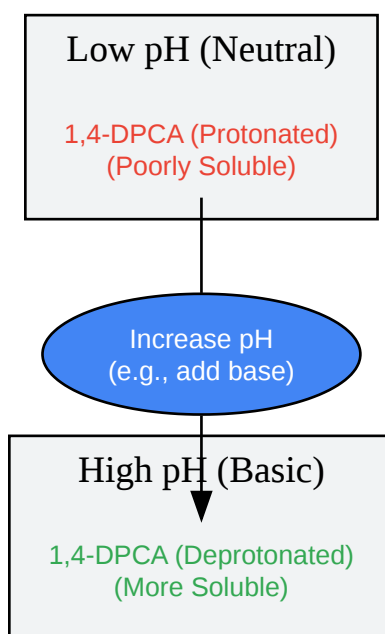 Low pH (Neutral)
1,4-DPCA (Protonated)
(Poorly Soluble)
Increase pH
(e.g., add base)
High pH (Basic)
1,4-DPCA (Deprotonated)
(More Soluble)